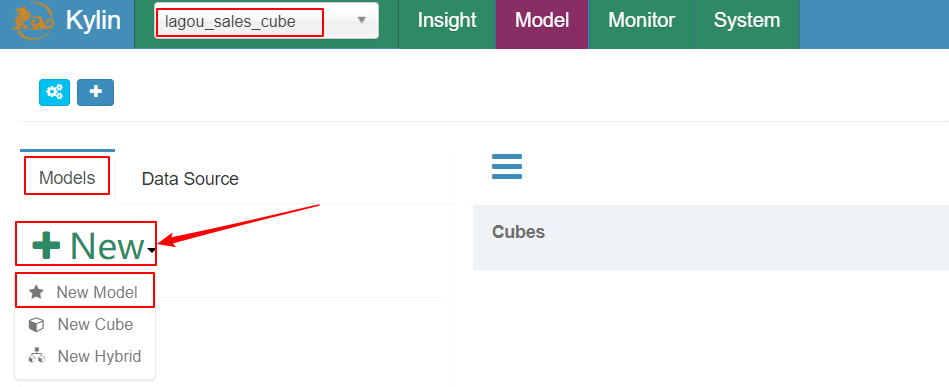 Kylin
lagou_sales_cube
Insight
Model
Monitor
System
Models
Data Source
New
Cubes
New Model
New Cube
New Hybrid